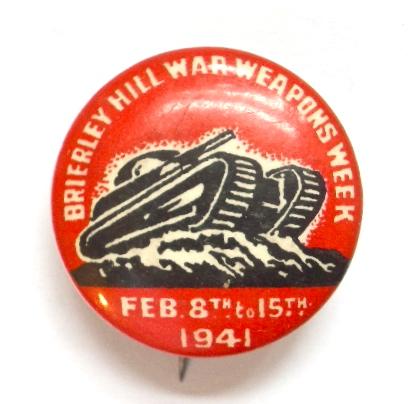 BRIERLEY HILL WAR WEAPONS WEEK
FEB. 8TH. to 15TH.
1941